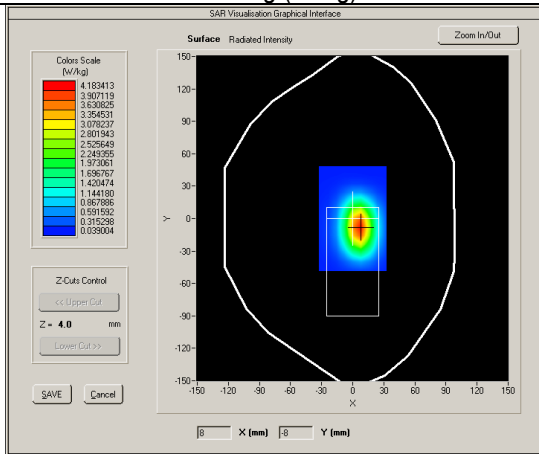 SAR Visualisation Graphical Interface
Surface Radiated Intensity
Zoom In/Out
Colors Scale
(W/kg)
4.183413
3.907119
3.630825
3.354531
3.078237
2.801943
2.525649
2.249355
1.973061
1.696767
1.420474
1.144180
0.867886
0.591592
0.315298
0.039004
150-
120-
90-
60-
30-
0-
-30-
-60-
-90-
-120-
-150-
Y
-150 -120 -90 -60 -30 0 30 60 90 120 150
X
Z-Cuts Control
<< Upper Cut
Z = 4.0 mm
Lower Cut >>
SAVE Cancel
8 X (mm) -8 Y (mm)